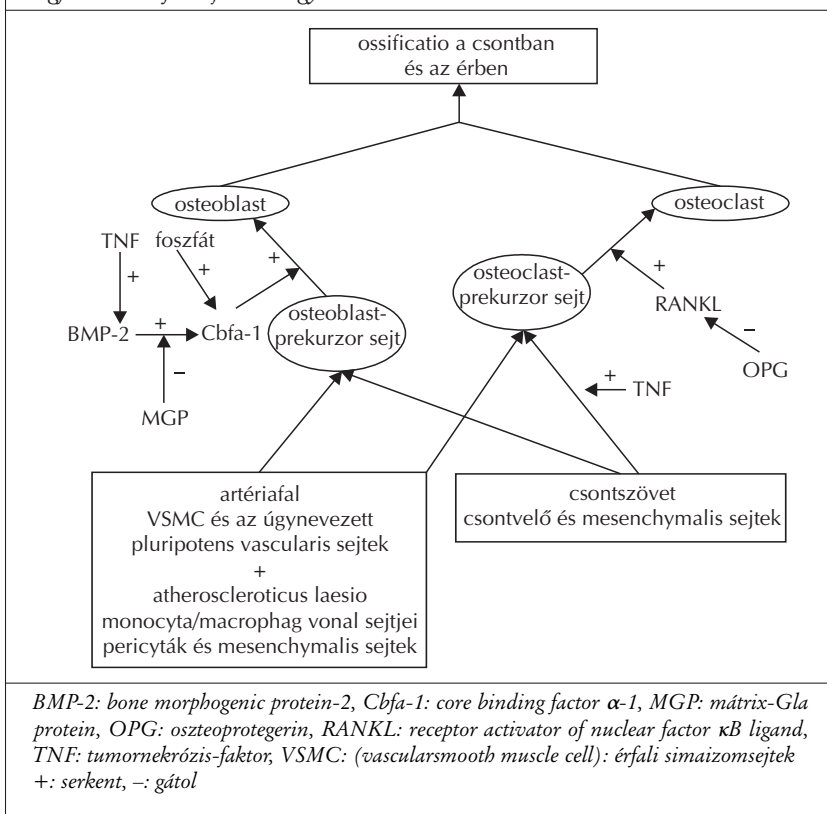 ossificatio a csontban
és az érben
osteoblast
osteoclast
TNF
foszfát
+
+
+
+
osteoclast-
prekurzor sejt
osteoblast-
prekurzor sejt
RANKL
BMP-2
+
Cbfa-1
–
–
OPG
+
TNF
MGP
artériafal
VSMC és az úgynevezett
pluripotens vascularis sejtek
+
atheroscleroticus laesio
monocyta/macrophag vonal sejtjei
pericyták és mesenchymalis sejtek
csontszövet
csontvelő és mesenchymalis sejtek
BMP-2: bone morphogenic protein-2, Cbfa-1: core binding factor α-1, MGP: mátrix-Gla
protein, OPG: oszteoprotegerin, RANKL: receptor activator of nuclear factor κB ligand,
TNF: tumornekrózis-faktor, VSMC: (vascularsmooth muscle cell): érfali simaizomsejtek
+: serkent, –: gátol